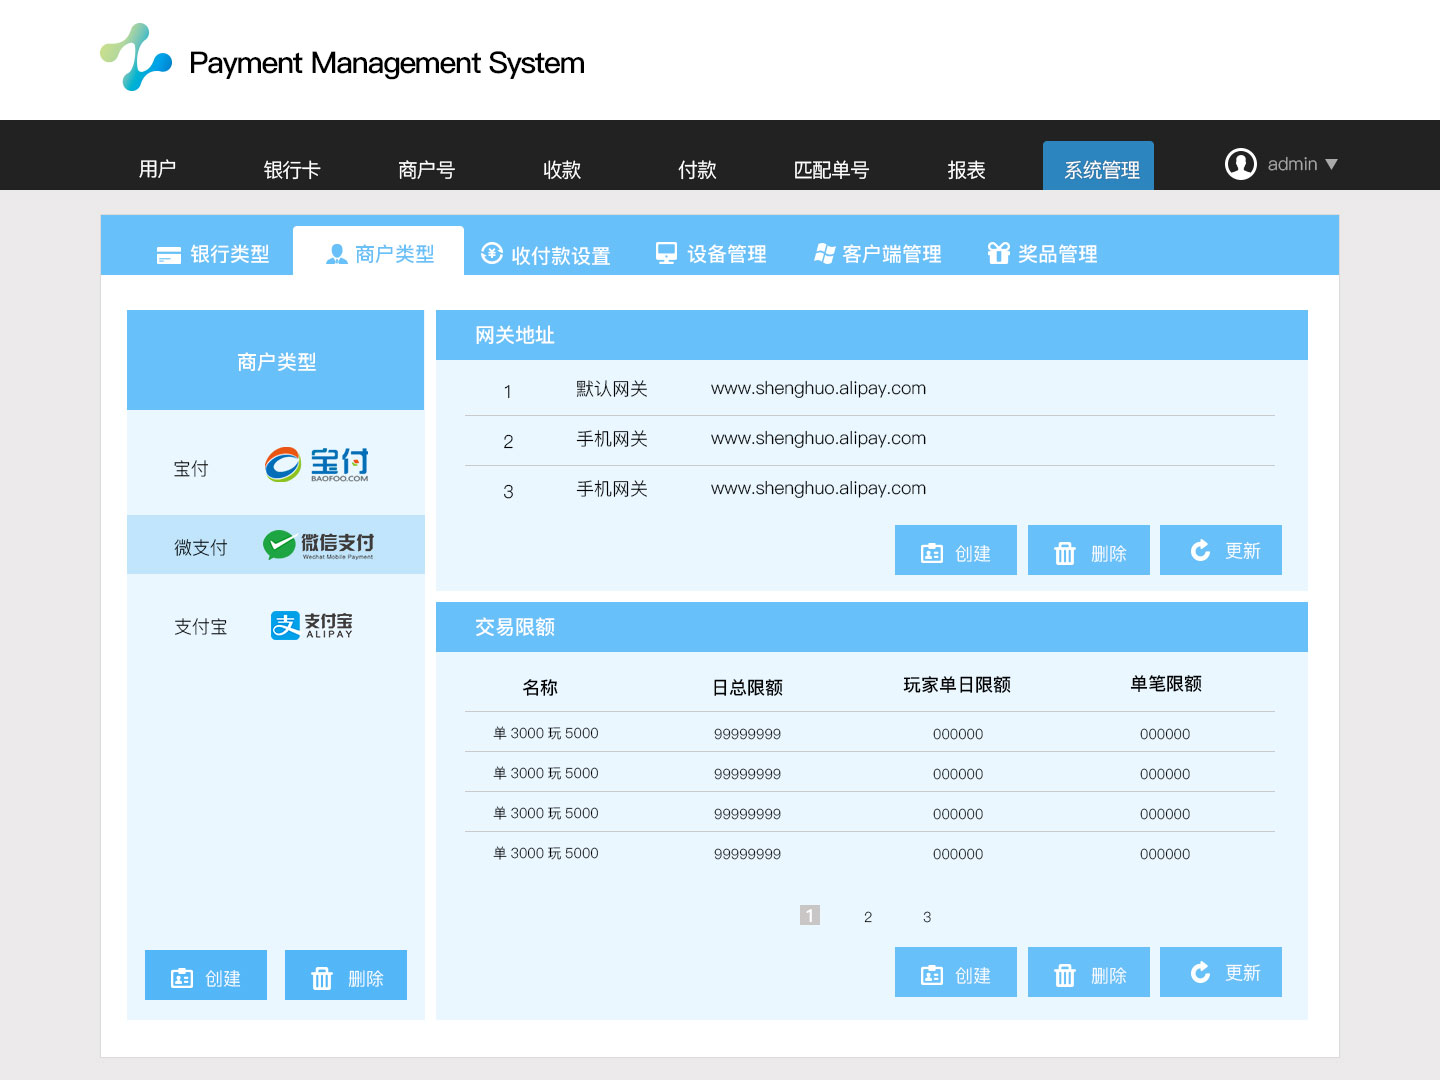 Payment Management System
用户 银行卡 商户号 收款 付款 匹配单号 报表 系统管理 admin
银行类型 商户类型 收付款设置 设备管理 客户端管理 奖品管理
商户类型
宝付 宝付
BAOFOO.COM
微支付 微信支付
Wechat Mobile Payment
支付宝 支 支付宝
ALIPAY
创建 删除
网关地址
1 默认网关 www.shenghuo.alipay.com
2 手机网关 www.shenghuo.alipay.com
3 手机网关 www.shenghuo.alipay.com
创建 删除 更新
交易限额
名称 日总限额 玩家单日限额 单笔限额
单 3000 玩 5000 99999999 000000 000000
单 3000 玩 5000 99999999 000000 000000
单 3000 玩 5000 99999999 000000 000000
单 3000 玩 5000 99999999 000000 000000
1 2 3
创建 删除 更新